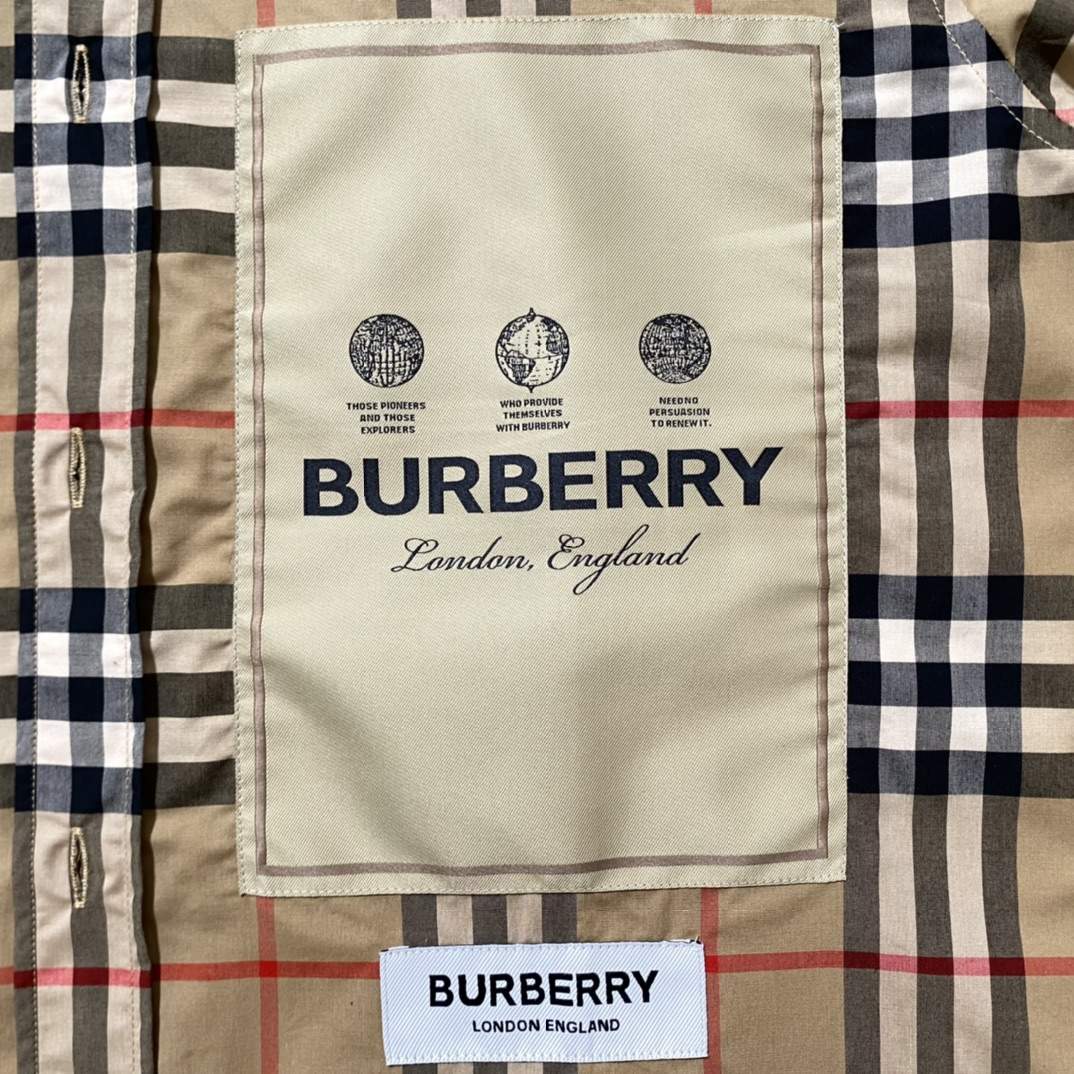 THOSE PIONEERS
AND THOSE
EXPLORERS
WHO PROVIDE
THEMSELVES
WITH BURBERRY
NEED NO
PERSUASION
TO RENEW IT.
BURBERRY
London, England
BURBERRY
LONDON ENGLAND